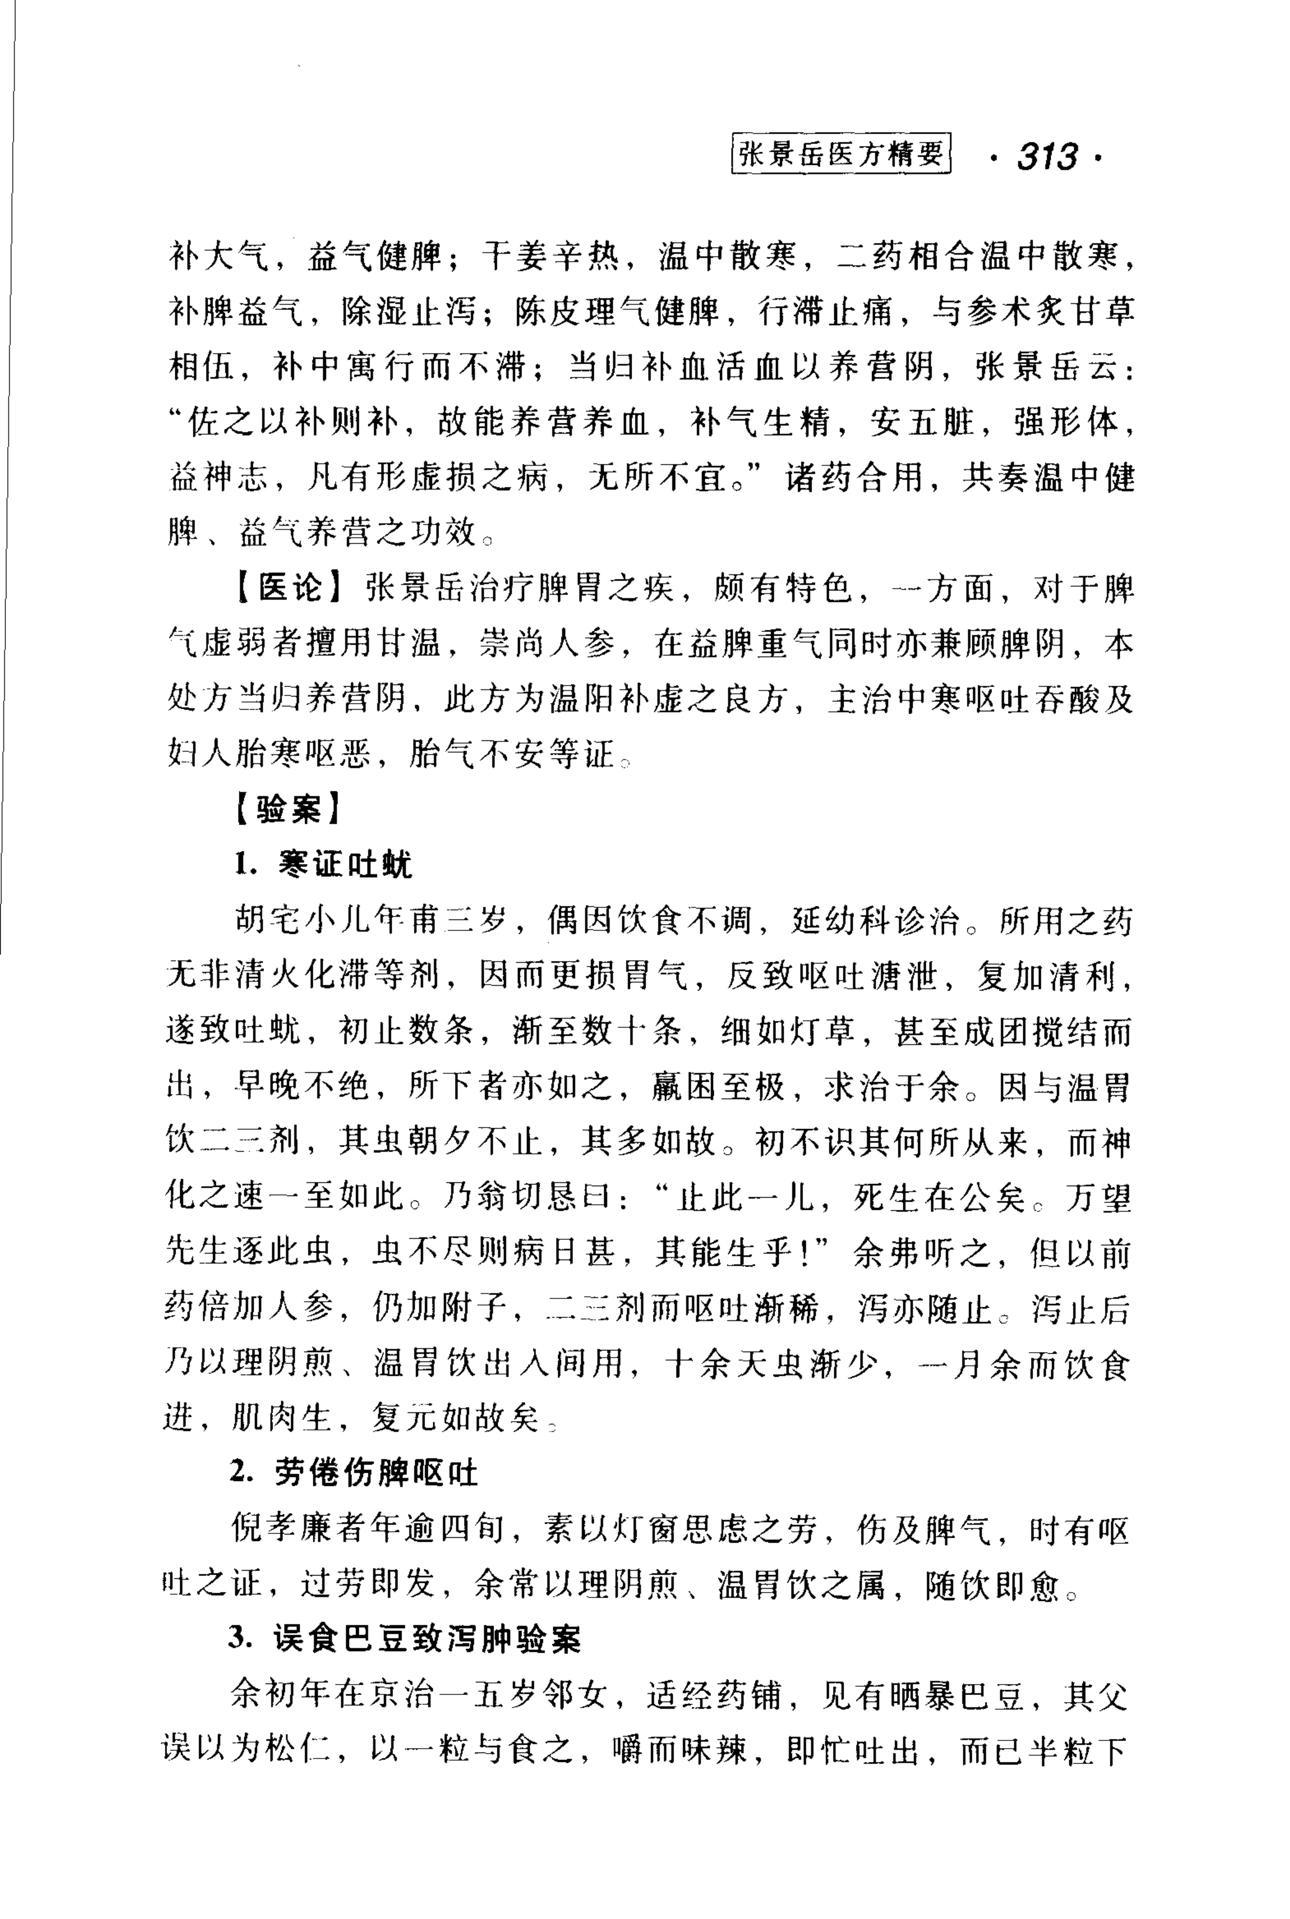 张景岳医方精要 · 313 ·
补大气，益气健脾；干姜辛热，温中散寒，二药相合温中散寒，
补脾益气，除湿止泻；陈皮理气健脾，行滞止痛，与参术炙甘草
相伍，补中寓行而不滞；当归补血活血以养营阴，张景岳云：
“佐之以补则补，故能养营养血，补气生精，安五脏，强形体，
益神志，凡有形虚损之病，无所不宜。”诸药合用，共奏温中健
脾、益气养营之功效。
【医论】张景岳治疗脾胃之疾，颇有特色，一方面，对于脾
气虚弱者擅用甘温，崇尚人参，在益脾重气同时亦兼顾脾阴，本
处方当归养营阴，此方为温阳补虚之良方，主治中寒呕吐吞酸及
妇人胎寒呕恶，胎气不安等证。
【验案】
1. 寒证吐蚘
胡宅小儿年甫三岁，偶因饮食不调，延幼科诊治。所用之药
无非清火化滞等剂，因而更损胃气，反致呕吐溏泄，复加清利，
遂致吐蚘，初止数条，渐至数十条，细如灯草，甚至成团搅结而
出，早晚不绝，所下者亦如之，羸困至极，求治于余。因与温胃
饮二三剂，其虫朝夕不止，其多如故。初不识其何所从来，而神
化之速一至如此。乃翁切恳曰：“止此一儿，死生在公矣。万望
先生逐此虫，虫不尽则病日甚，其能生乎！”余弗听之，但以前
药倍加人参，仍加附子，二三剂而呕吐渐稀，泻亦随止。泻止后
乃以理阴煎、温胃饮出入间用，十余天虫渐少，一月余而饮食
进，肌肉生，复元如故矣。
2. 劳倦伤脾呕吐
倪孝廉者年逾四旬，素以灯窗思虑之劳，伤及脾气，时有呕
吐之证，过劳即发，余常以理阴煎、温胃饮之属，随饮即愈。
3. 误食巴豆致泻肿验案
余初年在京治一五岁邻女，适经药铺，见有晒暴巴豆，其父
误以为松仁，以一粒与食之，嚼而味辣，即忙吐出，而已半粒下